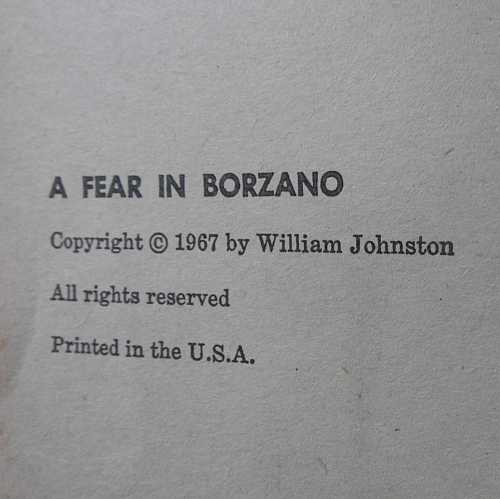 A FEAR IN BORZANO
Copyright © 1967 by William Johnston
All rights reserved
Printed in the U.S.A.